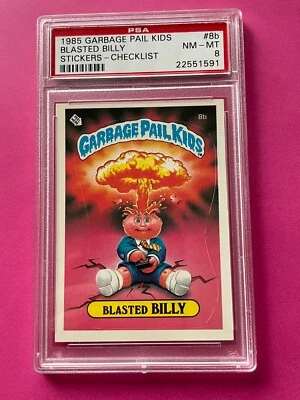 PSA
1985 GARBAGE PAIL KIDS #8b
BLASTED BILLY NM - MT
STICKERS - CHECKLIST 8
22551591
8b
GARBAGE PAIL KIDS
BLASTED BILLY